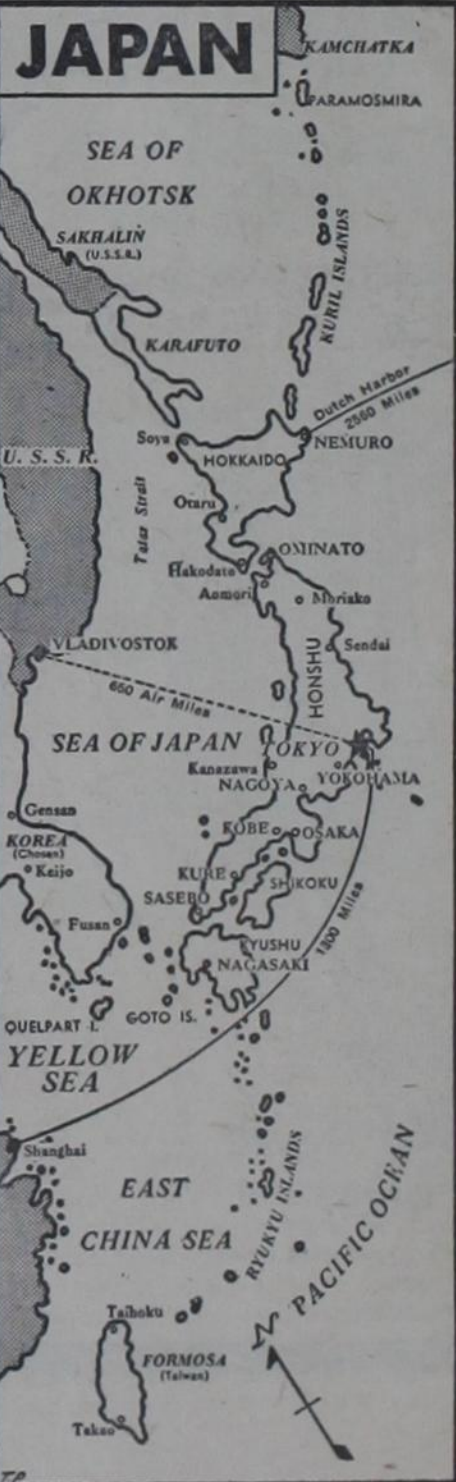 JAPAN
KAMCHATKA
PARAMOSHIRA
SEA OF
OKHOTSK
SAKHALIN
(U.S.S.R.)
KURIL ISLANDS
KARAFUTO
Dutch Harbor
2560 Miles
Soya
NEMURO
HOKKAIDO
U.S.S.R.
Tatar Strait
Otaru
OMINATO
Hakodate
Aomori
Morioko
VLADIVOSTOK
Sendai
HONSHU
650 Air Miles
SEA OF JAPAN
TOKYO
Kanazawa
YOKOHAMA
NAGOYA
Gensan
KOBE
OSAKA
KOREA
(Chosen)
Keijo
KURE
SHIKOKU
SASEBO
1300 Miles
Fusan
KYUSHU
NAGASAKI
GOTO IS.
QUELPART I.
YELLOW
SEA
Shanghai
EAST
CHINA SEA
RYUKYU ISLANDS
PACIFIC OCEAN
Taihoku
N
FORMOSA
(Taiwan)
Takao